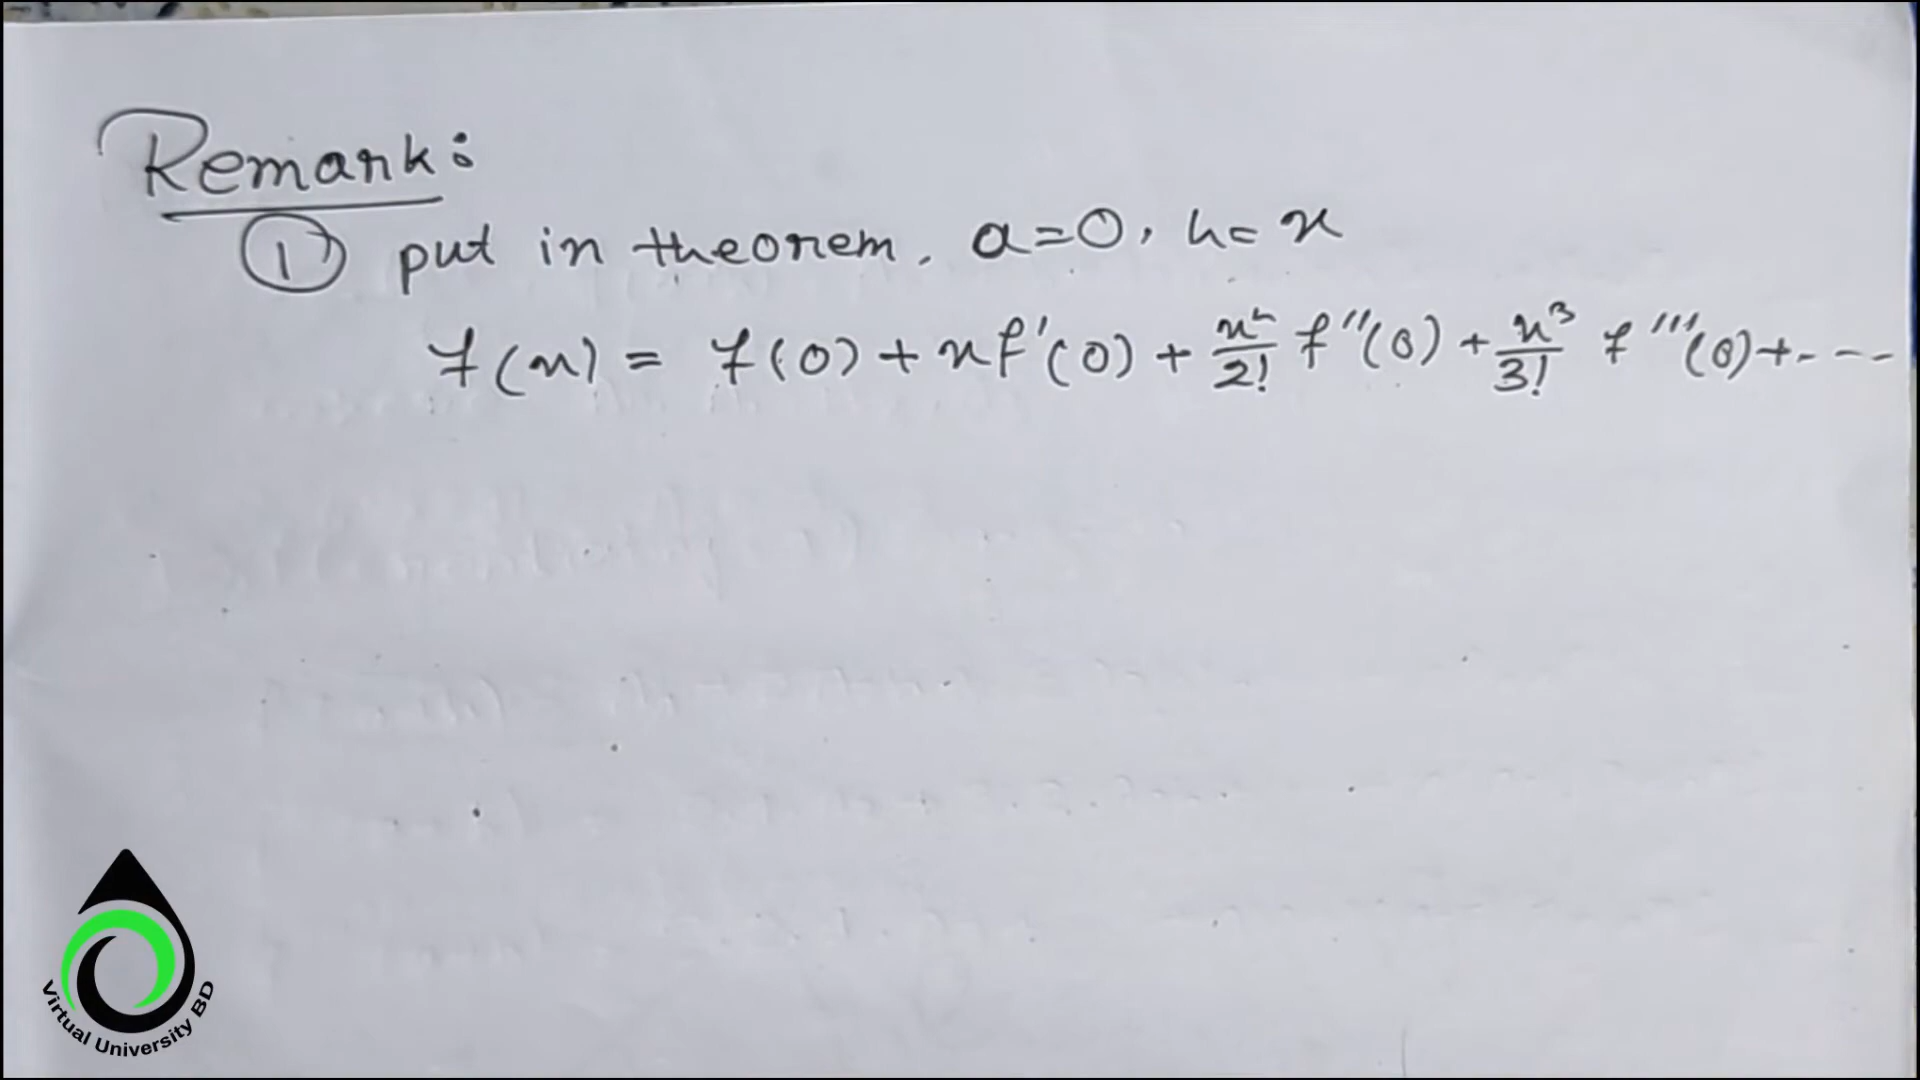 Remark:
① put in theorem, a=0, h= x
f(x) = f(0) + xf'(0) + x²/2! f''(0) + x³/3! f'''(0)+----
Virtual University BD